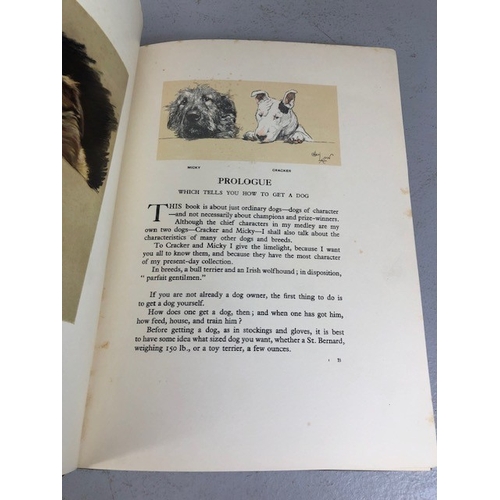 MICKY CRACKER
PROLOGUE
WHICH TELLS YOU HOW TO GET A DOG
THIS book is about just ordinary dogs—dogs of character
—and not necessarily about champions and prize-winners.
Although the chief characters in my medley are my
own two dogs—Cracker and Micky—I shall also talk about the
characteristics of many other dogs and breeds.
To Cracker and Micky I give the limelight, because I want
you all to know them, and because they have the most character
of my present-day collection.
In breeds, a bull terrier and an Irish wolfhound; in disposition,
“ parfait gentilmen.”
If you are not already a dog owner, the first thing to do is
to get a dog yourself.
How does one get a dog, then; and when one has got him,
how feed, house, and train him?
Before getting a dog, as in stockings and gloves, it is best
to have some idea what sized dog you want, whether a St. Bernard,
weighing 150 lb., or a toy terrier, a few ounces.